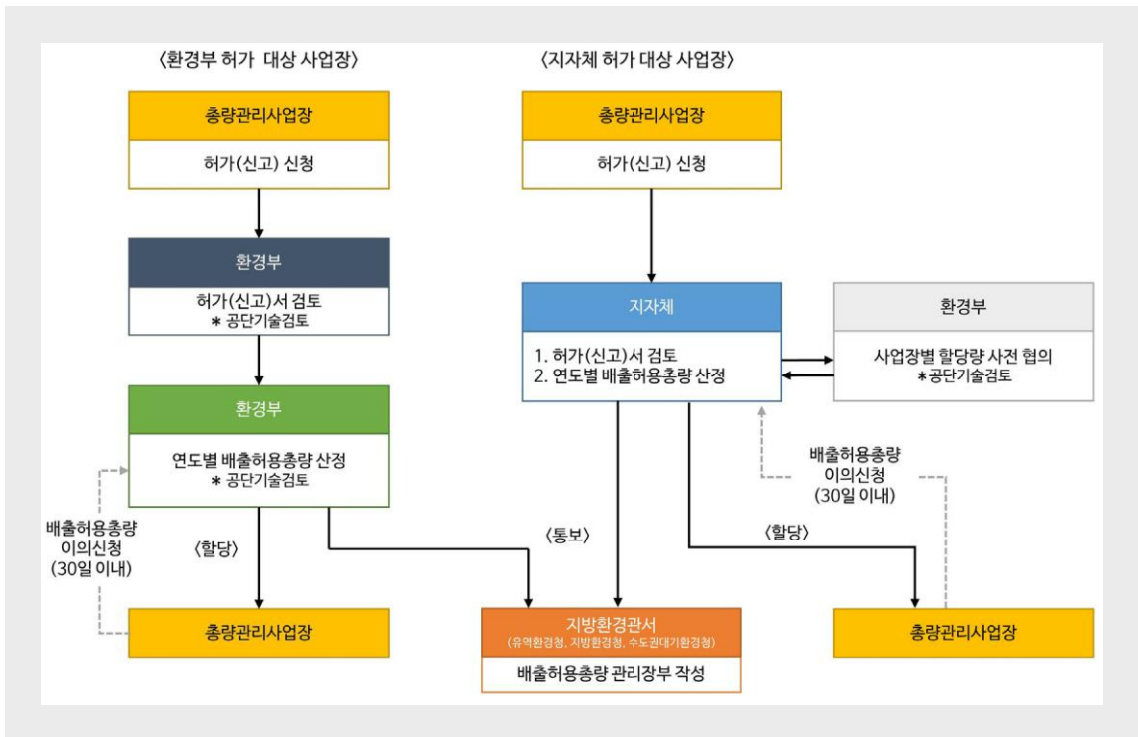 〈환경부 허가 대상 사업장〉
총량관리사업장
허가(신고) 신청
환경부
허가(신고)서 검토
* 공단기술검토
환경부
연도별 배출허용총량 산정
* 공단기술검토
배출허용총량
이의신청
(30일 이내)
〈할당〉
총량관리사업장
〈지자체 허가 대상 사업장〉
총량관리사업장
허가(신고) 신청
지자체
1. 허가(신고)서 검토
2. 연도별 배출허용총량 산정
환경부
사업장별 할당량 사전 협의
*공단기술검토
배출허용총량
이의신청
(30일 이내)
〈통보〉
〈할당〉
지방환경관서
(유역환경청, 지방환경청, 수도권대기환경청)
배출허용총량 관리장부 작성
총량관리사업장